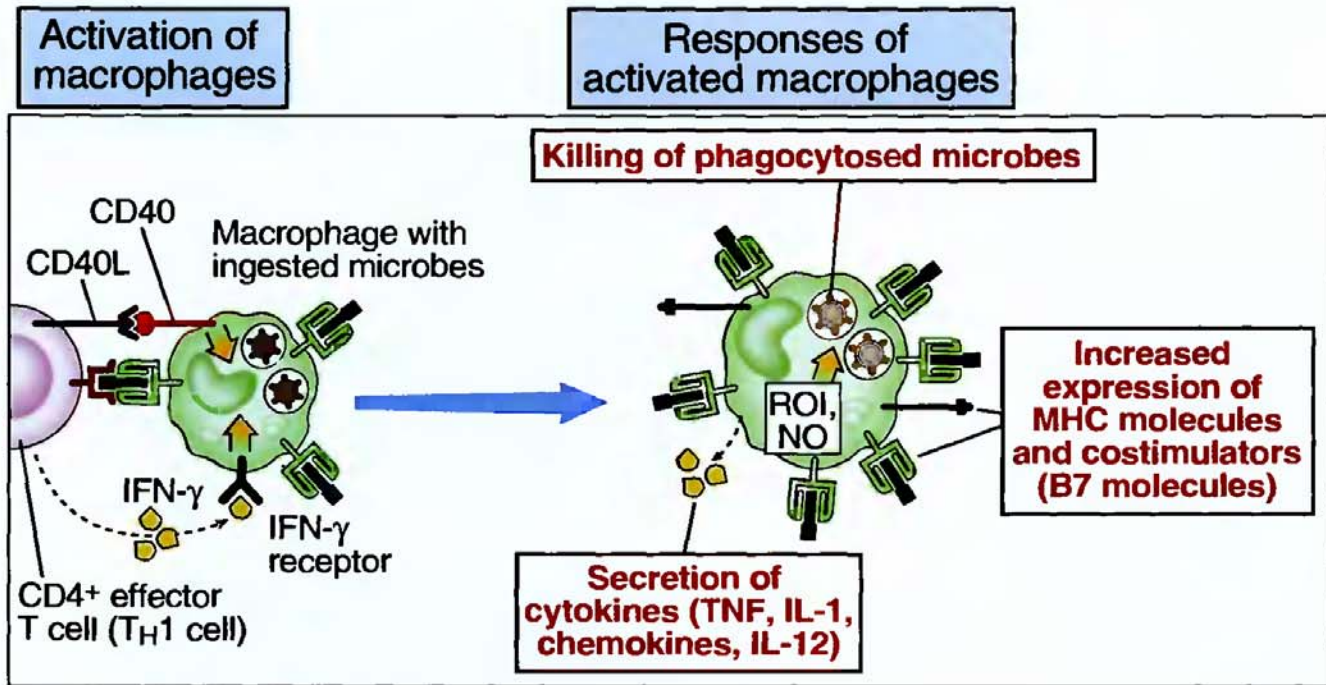 Activation of
macrophages
Responses of
activated macrophages
Killing of phagocytosed microbes
CD40
CD40L
Macrophage with
ingested microbes
IFN-γ
IFN-γ
receptor
CD4⁺ effector
T cell (T_H1 cell)
ROI,
NO
Increased
expression of
MHC molecules
and costimulators
(B7 molecules)
Secretion of
cytokines (TNF, IL-1,
chemokines, IL-12)